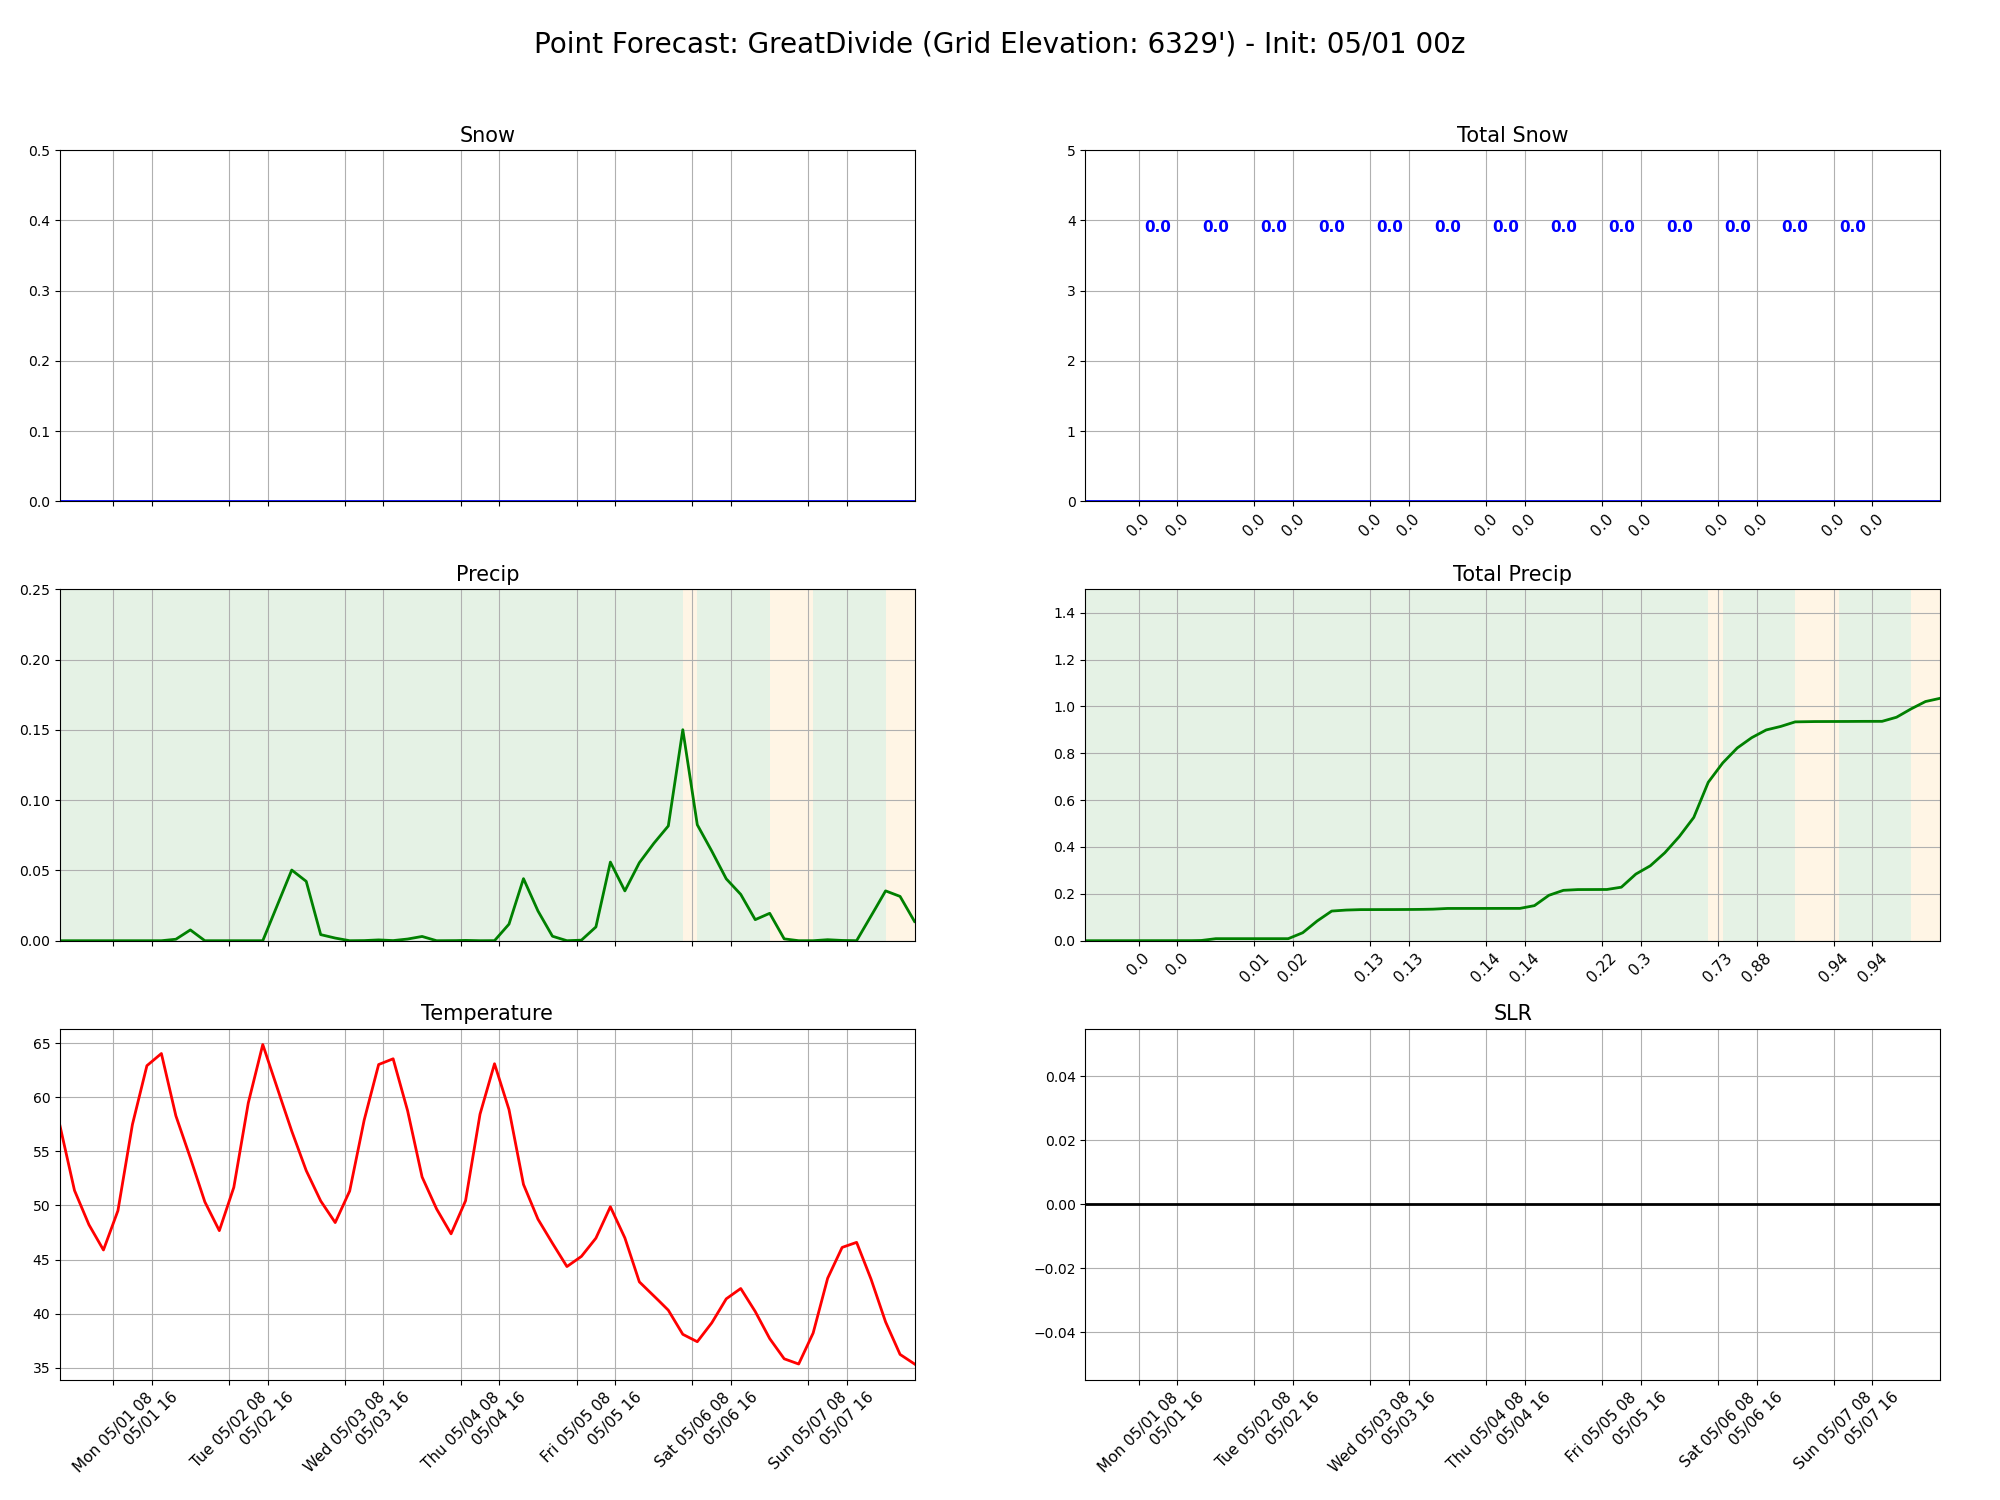 Point Forecast: GreatDivide (Grid Elevation: 6329') - Init: 05/01 00z
Snow
0.5
0.4
0.3
0.2
0.1
0.0
Total Snow
5
4
3
2
1
0
0.0 0.0 0.0 0.0 0.0 0.0 0.0 0.0 0.0 0.0 0.0 0.0 0.0
0.0 0.0 0.0 0.0 0.0 0.0 0.0 0.0 0.0 0.0 0.0 0.0 0.0 0.0
Precip
0.25
0.20
0.15
0.10
0.05
0.00
Total Precip
1.4
1.2
1.0
0.8
0.6
0.4
0.2
0.0
0.0 0.0 0.01 0.02 0.13 0.13 0.14 0.14 0.22 0.3 0.73 0.88 0.94 0.94
Temperature
65
60
55
50
45
40
35
Mon 05/01 08
05/01 16
Tue 05/02 08
05/02 16
Wed 05/03 08
05/03 16
Thu 05/04 08
05/04 16
Fri 05/05 08
05/05 16
Sat 05/06 08
05/06 16
Sun 05/07 08
05/07 16
SLR
0.04
0.02
0.00
−0.02
−0.04
Mon 05/01 08
05/01 16
Tue 05/02 08
05/02 16
Wed 05/03 08
05/03 16
Thu 05/04 08
05/04 16
Fri 05/05 08
05/05 16
Sat 05/06 08
05/06 16
Sun 05/07 08
05/07 16